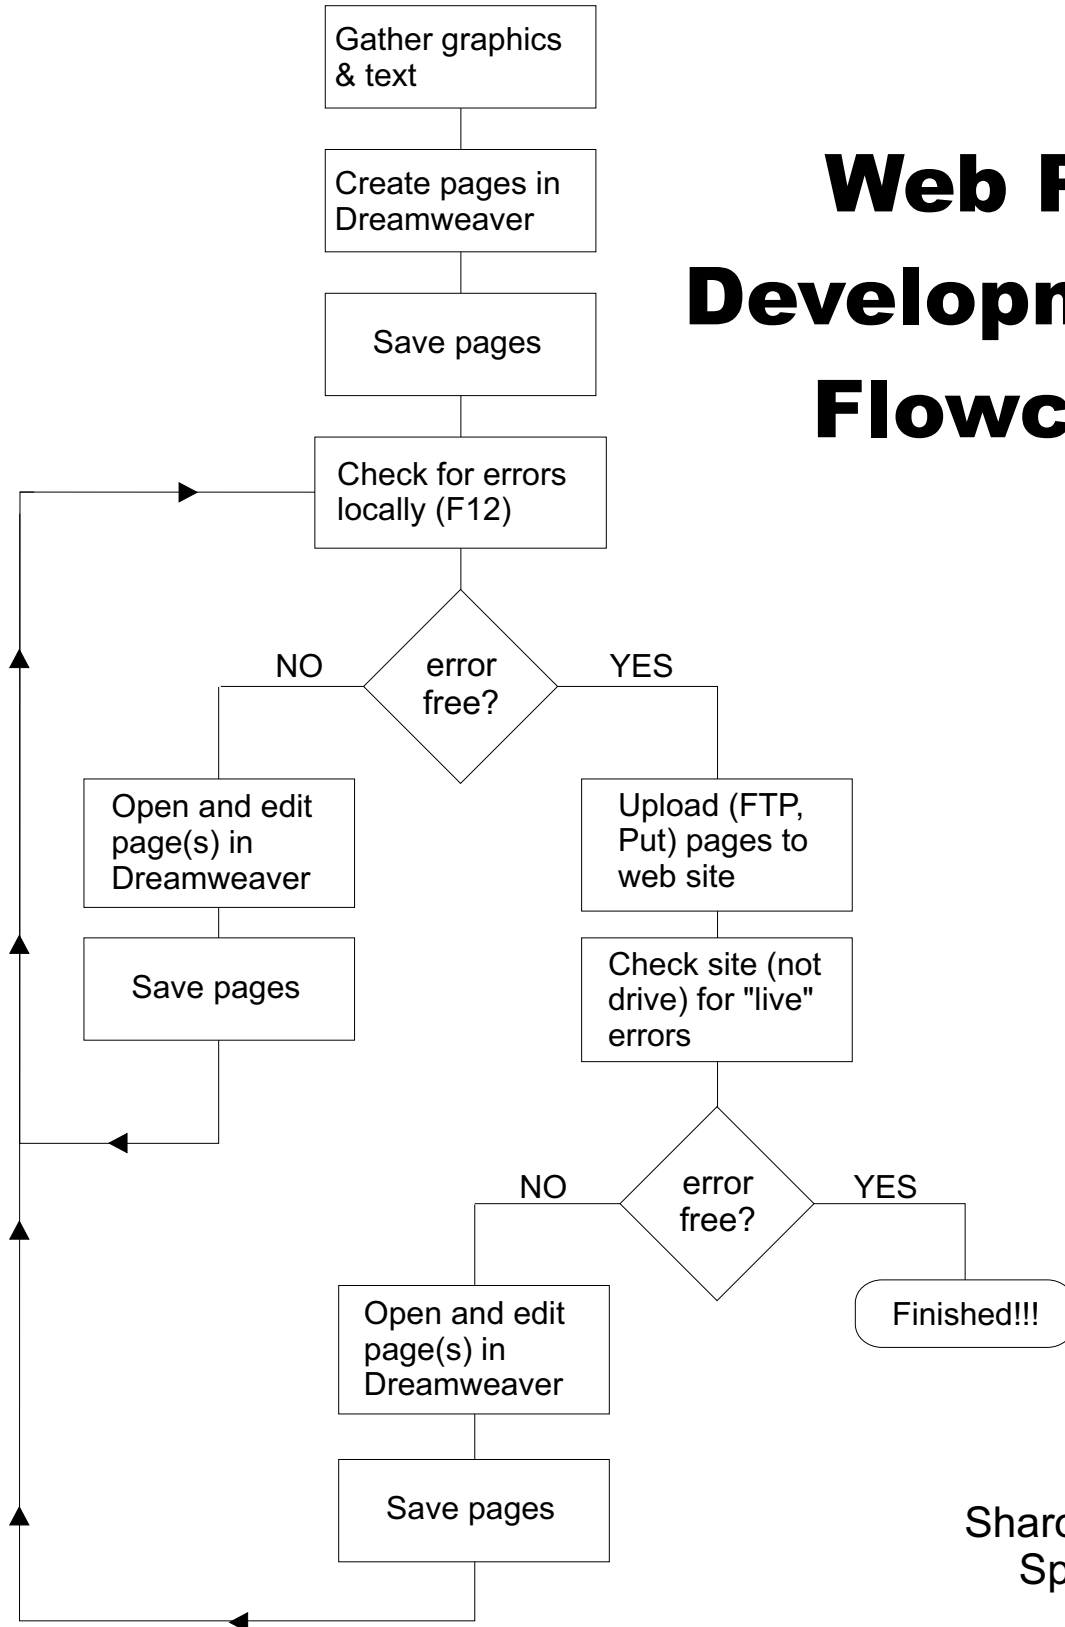 Gather graphics
& text
Create pages in
Dreamweaver
Web
Save pages
Flowc
Check for errors
locally (F12)
NO
error
free?
YES
Open and edit
page(s) in
Dreamweaver
Upload (FTP,
Put) pages to
web site
Save pages
Check site (not
drive) for "live"
errors
NO
error
free?
YES
Finished!!!
Open and edit
page(s) in
Dreamweaver
Save pages
Sp